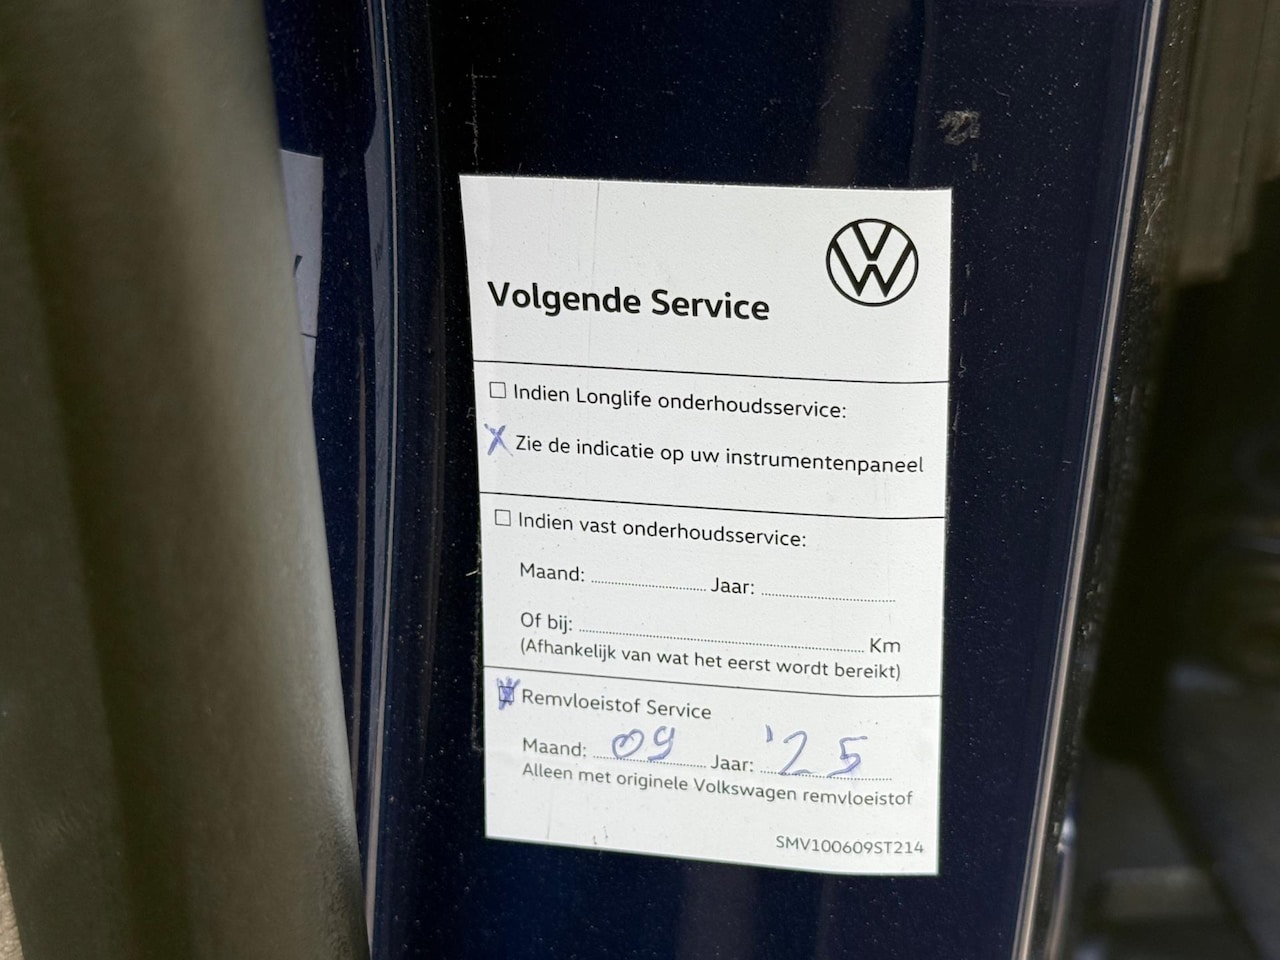 Volgende Service
☐ Indien Longlife onderhoudsservice:
X Zie de indicatie op uw instrumentenpaneel
☐ Indien vast onderhoudsservice:
Maand: .................... Jaar: ....................
Of bij: .................... Km
(Afhankelijk van wat het eerst wordt bereikt)
☒ Remvloeistof Service
Maand: 09 Jaar: '25
Alleen met originele Volkswagen remvloeistof
SMV100609ST214